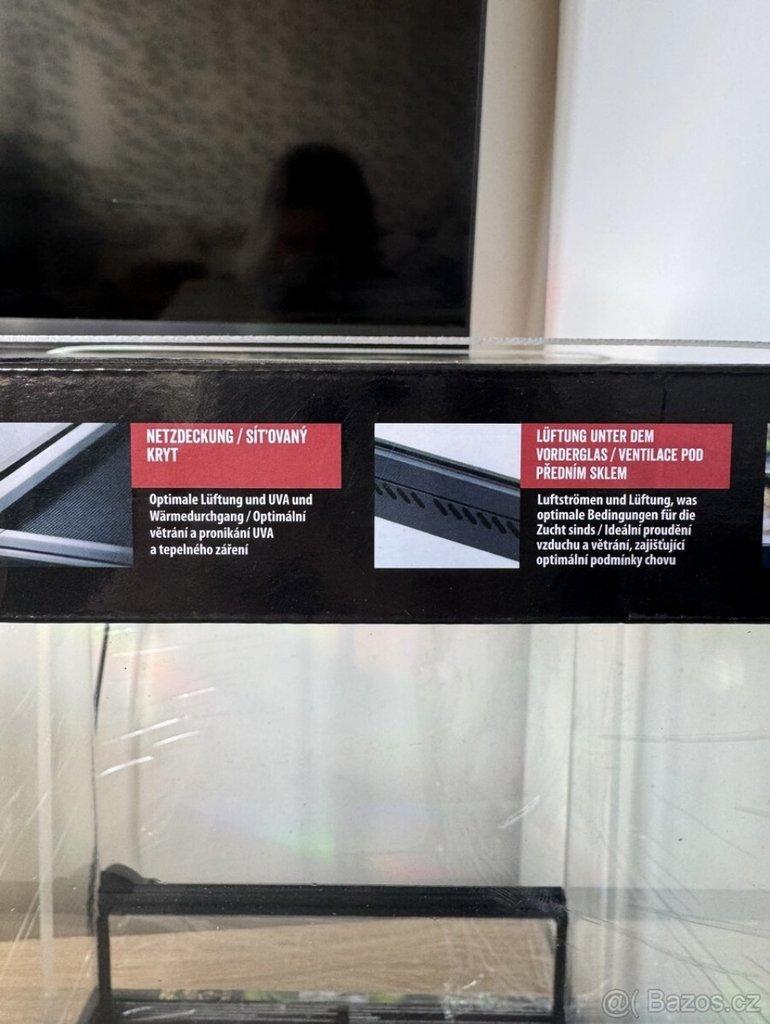 NETZDECKUNG / SÍŤOVANÝ
KRYT
Optimale Lüftung und UVA und
Wärmedurchgang / Optimální
větrání a pronikání UVA
a tepelného záření
LÜFTUNG UNTER DEM
VORDERGLAS / VENTILACE POD
PŘEDNÍM SKLEM
Luftströmen und Lüftung, was
optimale Bedingungen für die
Zucht sinds / Ideální proudění
vzduchu a větrání, zajišťující
optimální podmínky chovu
@( Bazos.cz